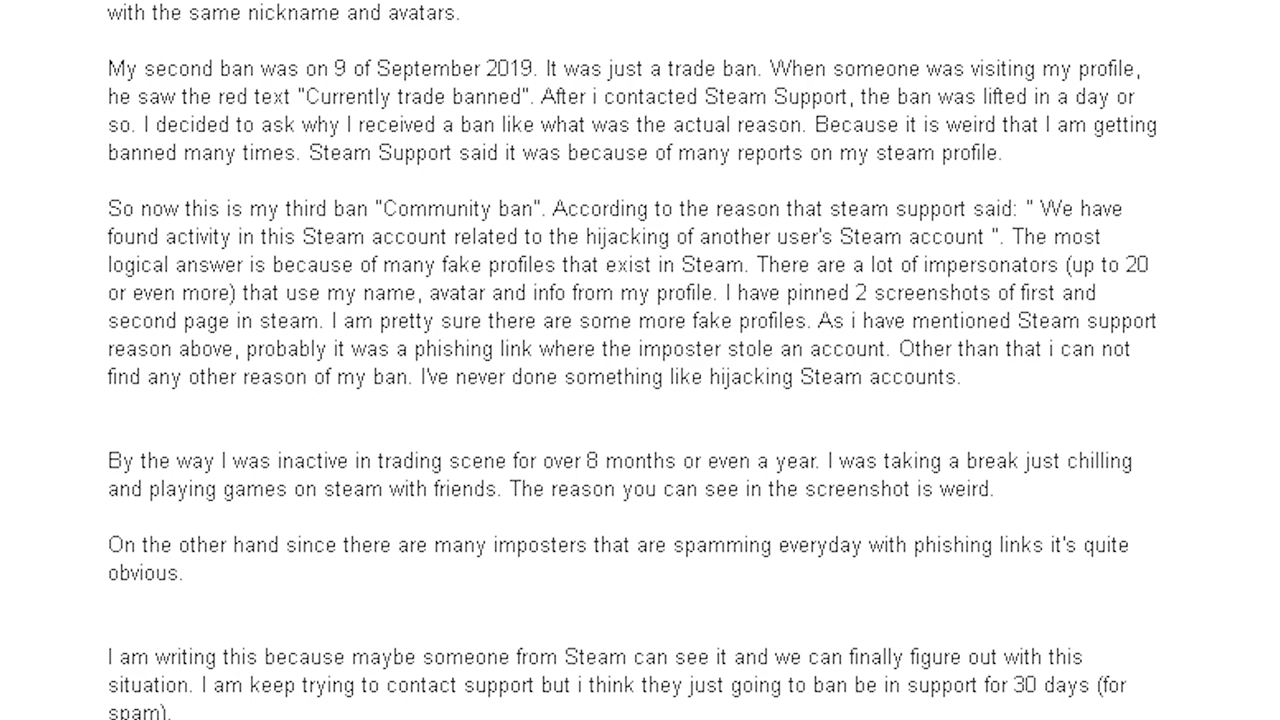 with the same nickname and avatars.
My second ban was on 9 of September 2019. It was just a trade ban. When someone was visiting my profile,
he saw the red text "Currently trade banned". After i contacted Steam Support, the ban was lifted in a day or
so. I decided to ask why I received a ban like what was the actual reason. Because it is weird that I am getting
banned many times. Steam Support said it was because of many reports on my steam profile.
So now this is my third ban "Community ban". According to the reason that steam support said: " We have
found activity in this Steam account related to the hijacking of another user's Steam account ". The most
logical answer is because of many fake profiles that exist in Steam. There are a lot of impersonators (up to 20
or even more) that use my name, avatar and info from my profile. I have pinned 2 screenshots of first and
second page in steam. I am pretty sure there are some more fake profiles. As i have mentioned Steam support
reason above, probably it was a phishing link where the imposter stole an account. Other than that i can not
find any other reason of my ban. I've never done something like hijacking Steam accounts.
By the way I was inactive in trading scene for over 8 months or even a year. I was taking a break just chilling
and playing games on steam with friends. The reason you can see in the screenshot is weird.
On the other hand since there are many imposters that are spamming everyday with phishing links it's quite
obvious.
I am writing this because maybe someone from Steam can see it and we can finally figure out with this
situation. I am keep trying to contact support but i think they just going to ban be in support for 30 days (for
spam).